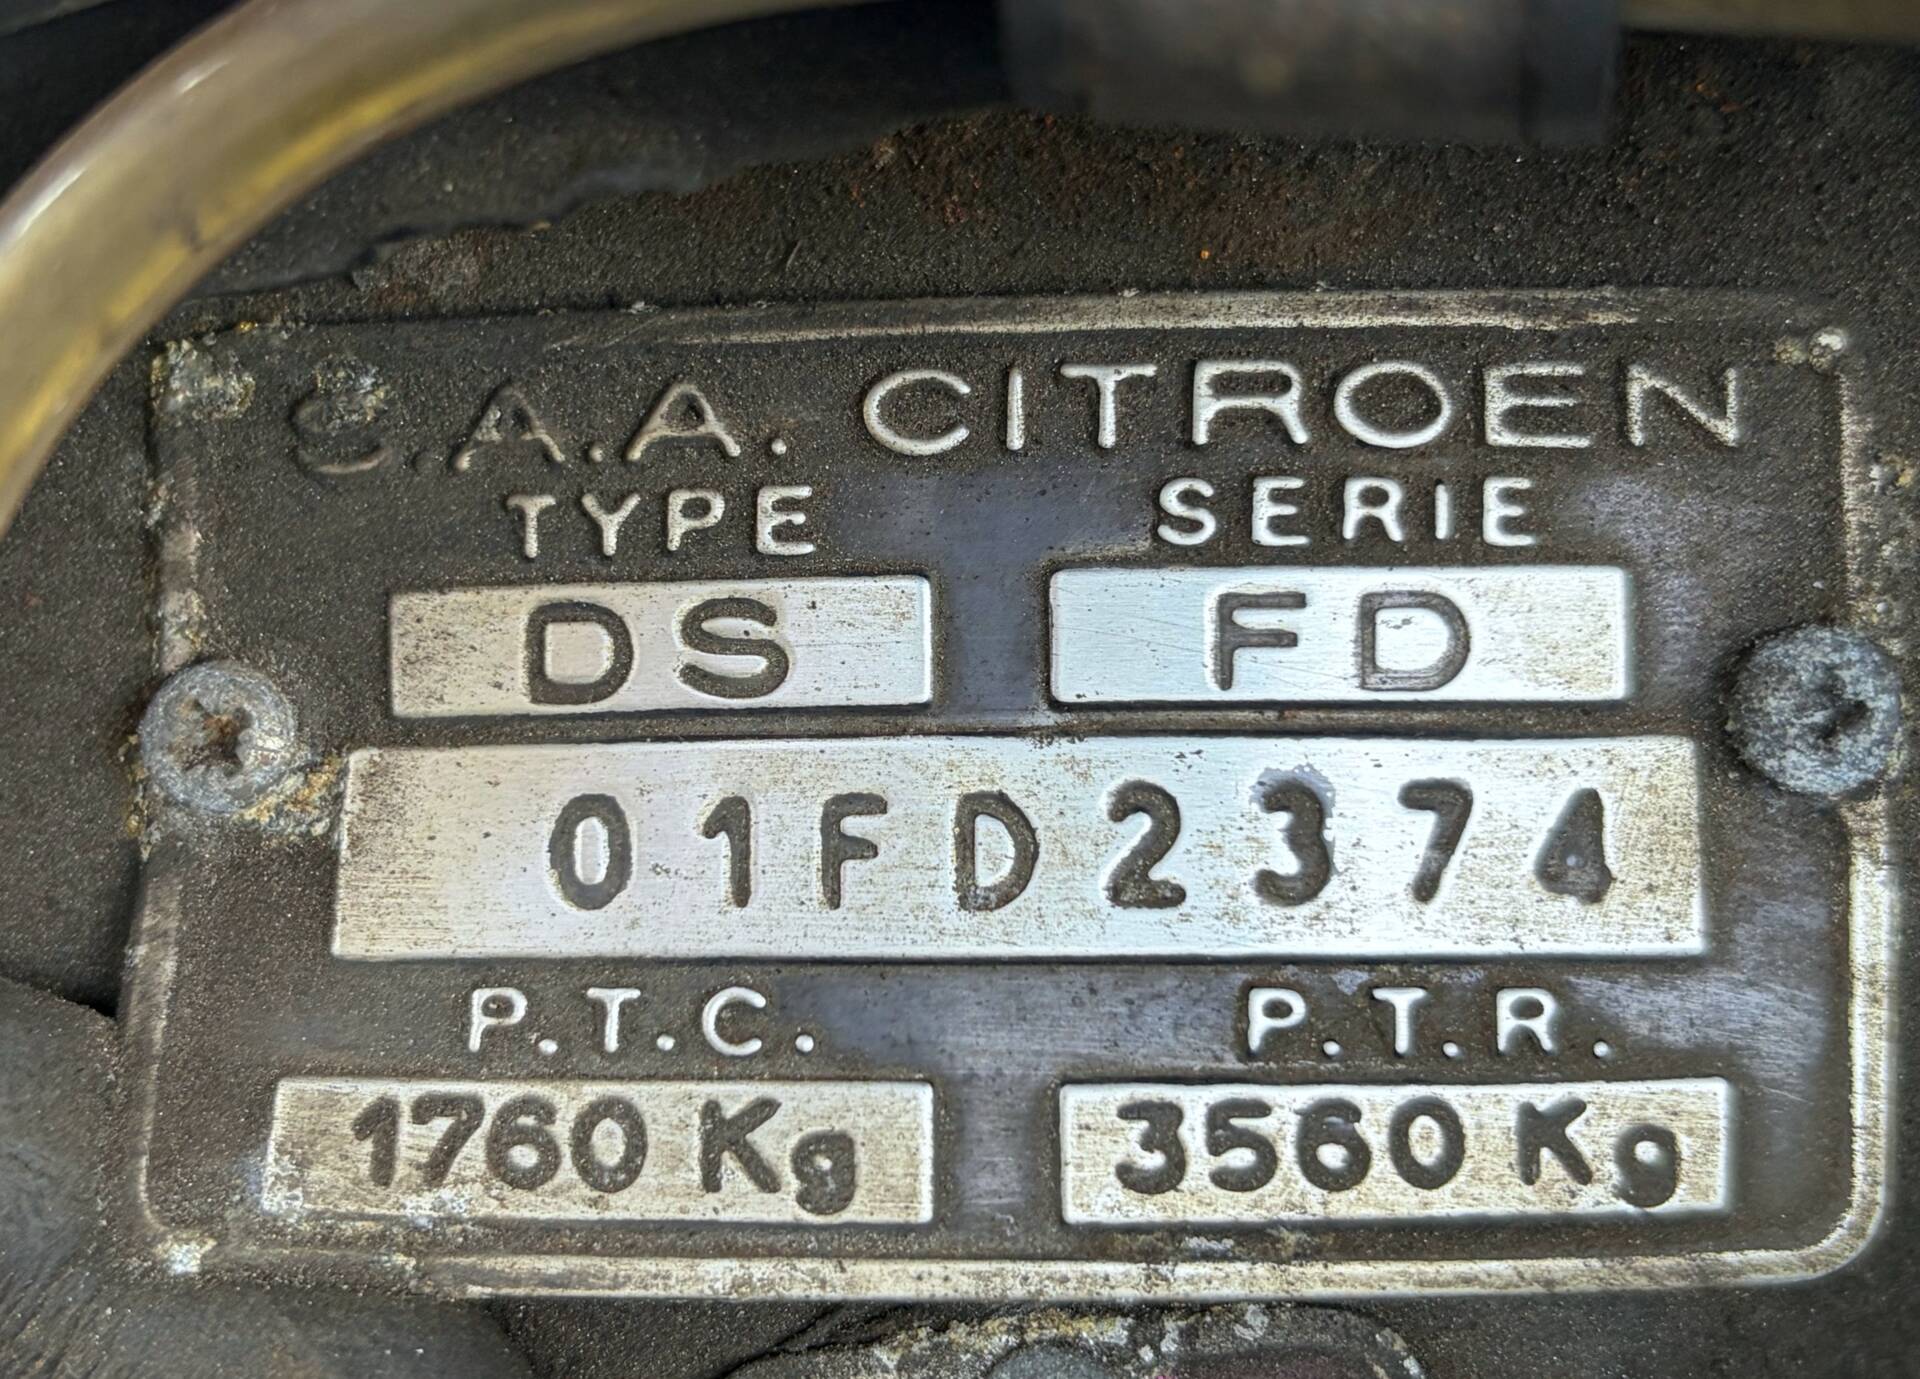 S.A.A. CITROEN
TYPE SERIE
DS FD
01FD2374
P.T.C. P.T.R.
1760 Kg 3560 Kg